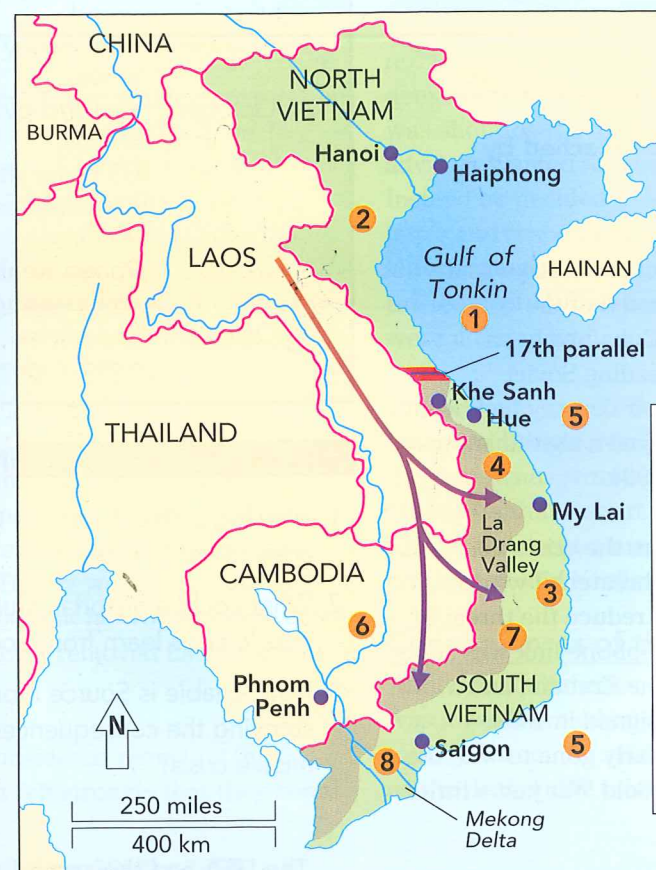 CHINA
NORTH
VIETNAM
BURMA
Hanoi
Haiphong
2
LAOS
Gulf of
Tonkin
HAINAN
1
17th parallel
Khe Sanh
Hue
5
THAILAND
4
My Lai
La
Drang
Valley
CAMBODIA
3
6
7
Phnom
Penh
SOUTH
VIETNAM
N
Saigon
5
8
250 miles
400 km
Mekong
Delta